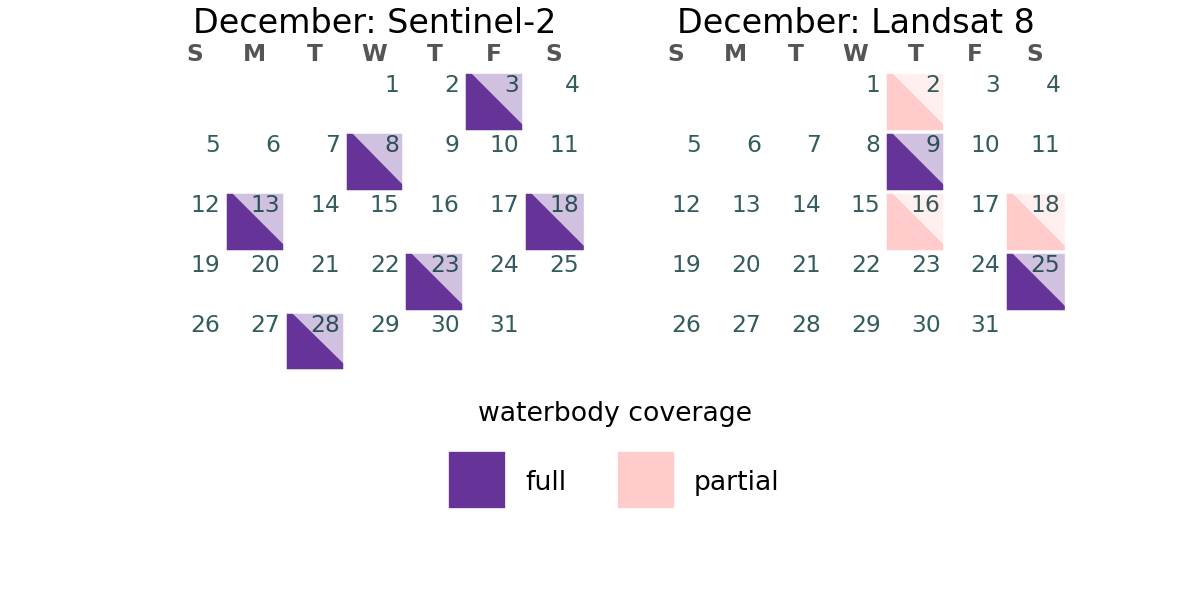 December: Sentinel-2
S M T W T F S
1 2 3 4
5 6 7 8 9 10 11
12 13 14 15 16 17 18
19 20 21 22 23 24 25
26 27 28 29 30 31
December: Landsat 8
S M T W T F S
1 2 3 4
5 6 7 8 9 10 11
12 13 14 15 16 17 18
19 20 21 22 23 24 25
26 27 28 29 30 31
waterbody coverage
full partial